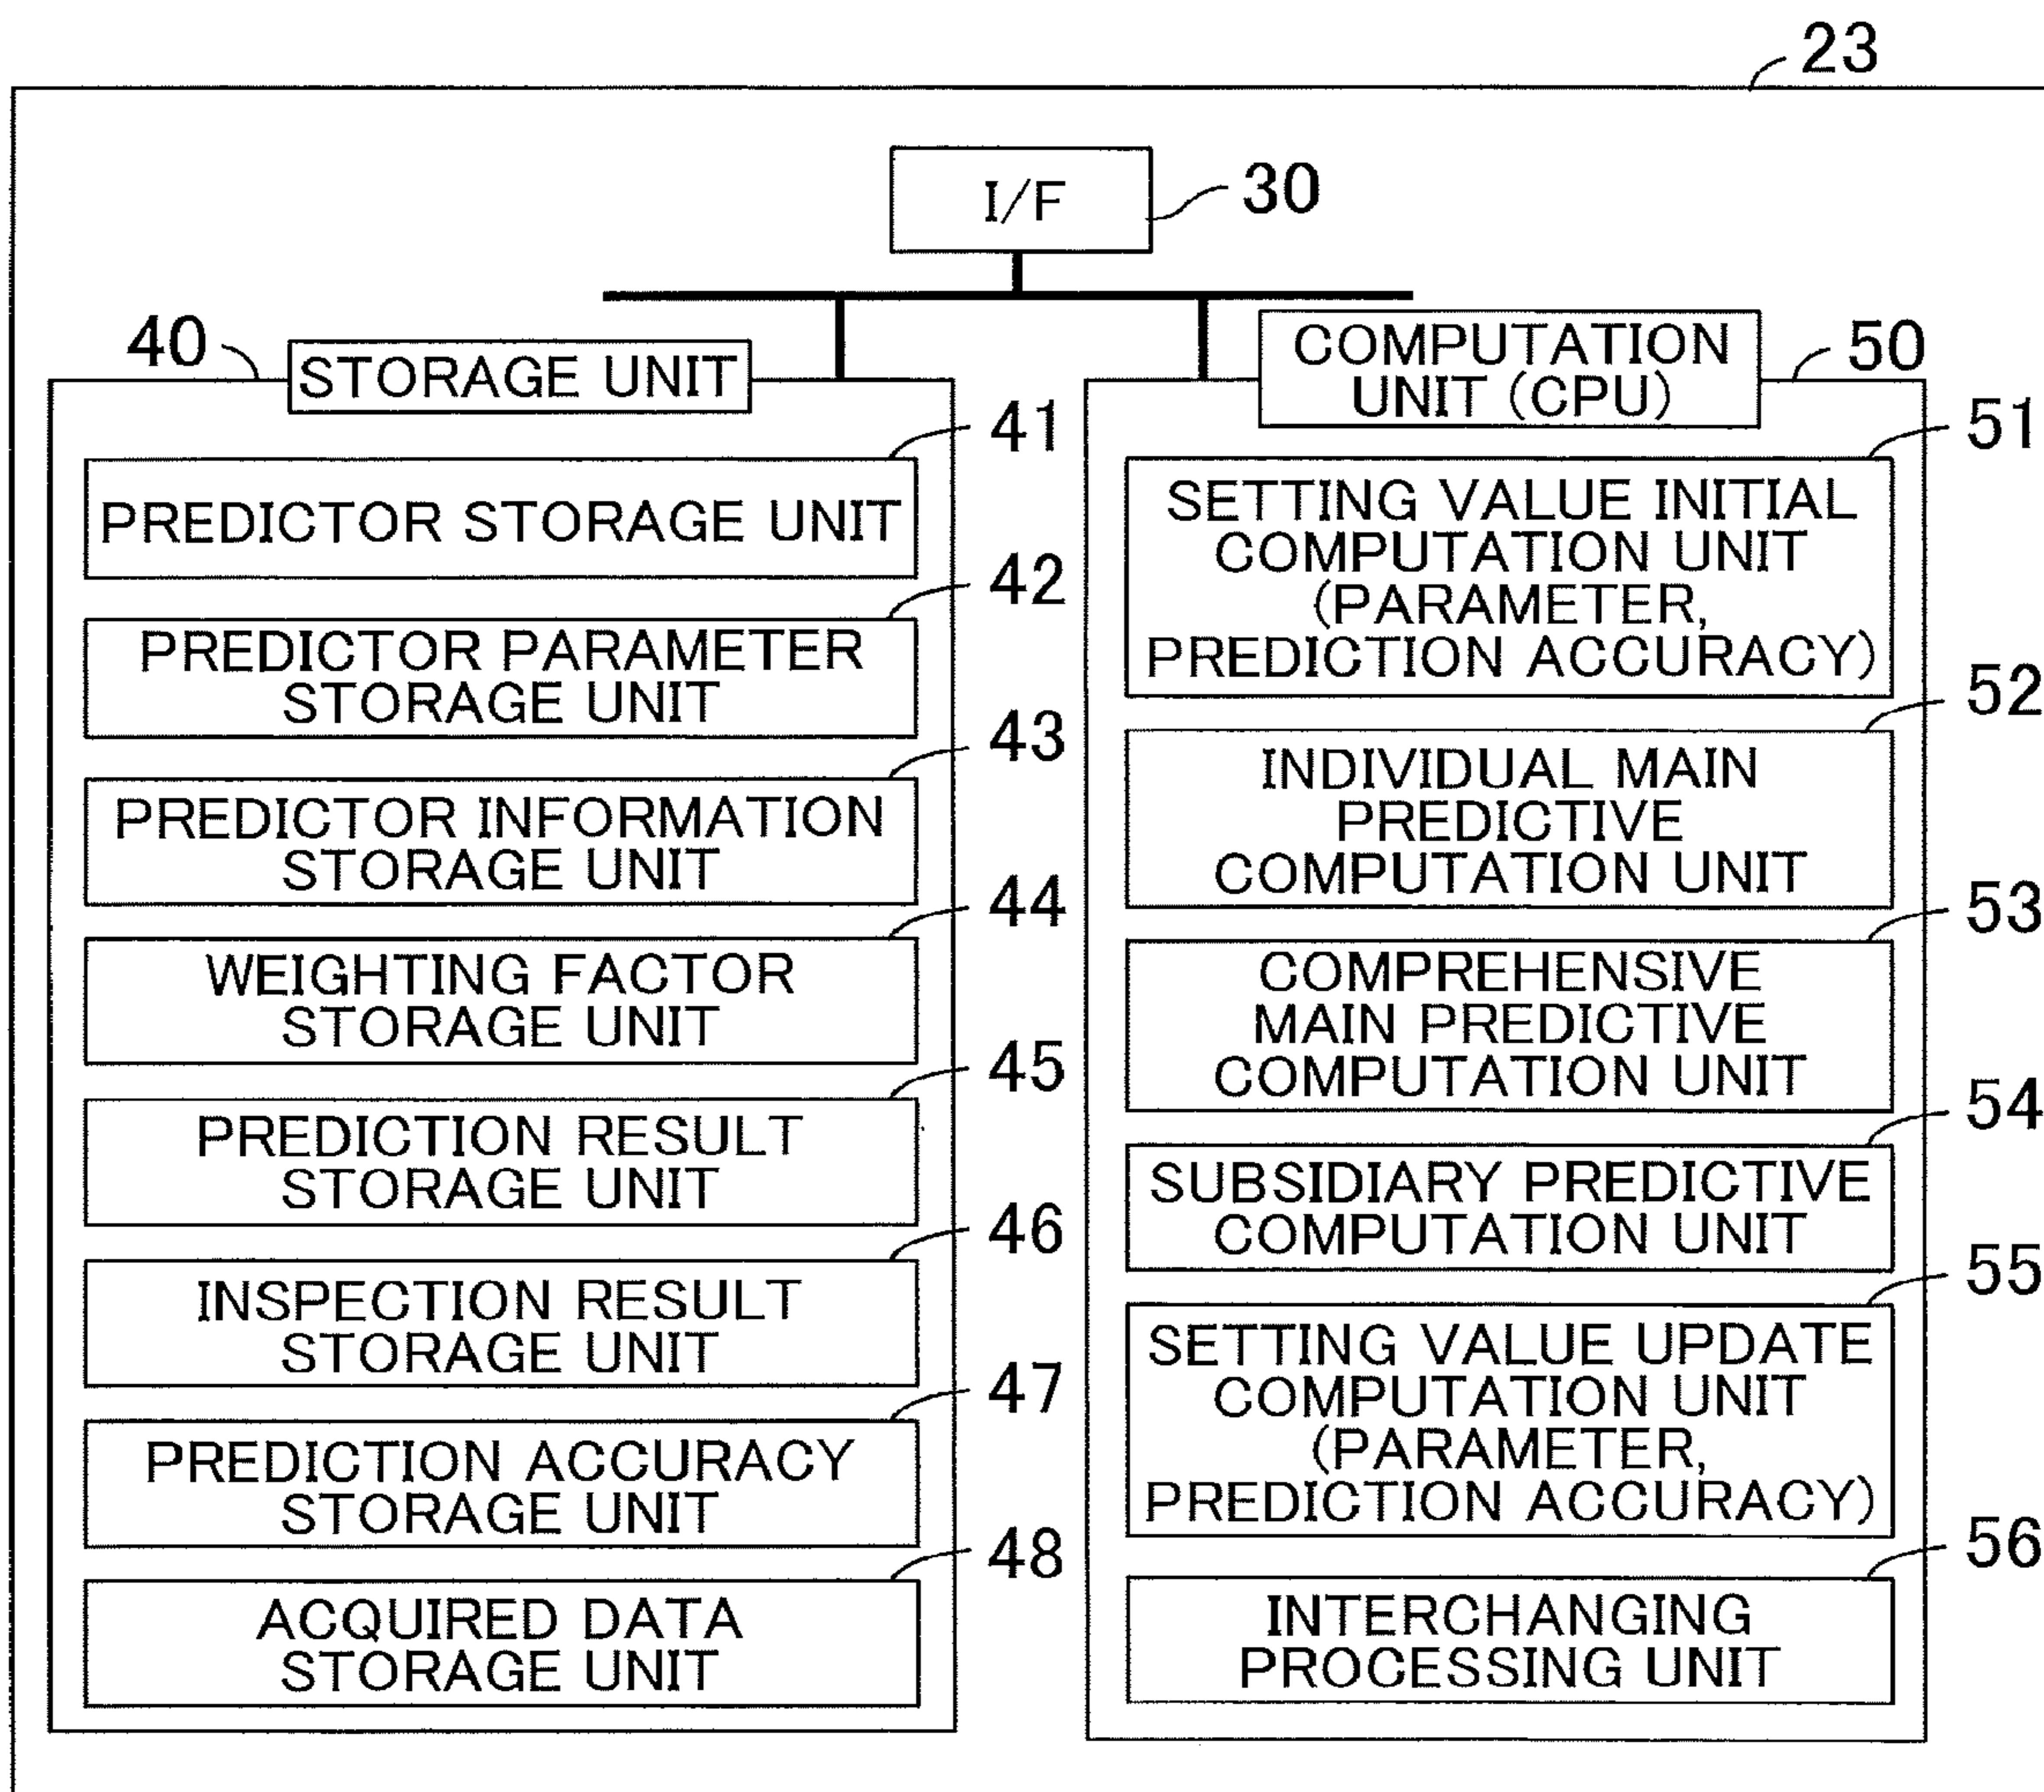 23
I/F
30
40
STORAGE UNIT
41
PREDICTOR STORAGE UNIT
42
PREDICTOR PARAMETER
STORAGE UNIT
43
PREDICTOR INFORMATION
STORAGE UNIT
44
WEIGHTING FACTOR
STORAGE UNIT
45
PREDICTION RESULT
STORAGE UNIT
46
INSPECTION RESULT
STORAGE UNIT
47
PREDICTION ACCURACY
STORAGE UNIT
48
ACQUIRED DATA
STORAGE UNIT
COMPUTATION
UNIT (CPU)
50
51
SETTING VALUE INITIAL
COMPUTATION UNIT
(PARAMETER,
PREDICTION ACCURACY)
52
INDIVIDUAL MAIN
PREDICTIVE
COMPUTATION UNIT
53
COMPREHENSIVE
MAIN PREDICTIVE
COMPUTATION UNIT
54
SUBSIDIARY PREDICTIVE
COMPUTATION UNIT
55
SETTING VALUE UPDATE
COMPUTATION UNIT
(PARAMETER,
PREDICTION ACCURACY)
56
INTERCHANGING
PROCESSING UNIT